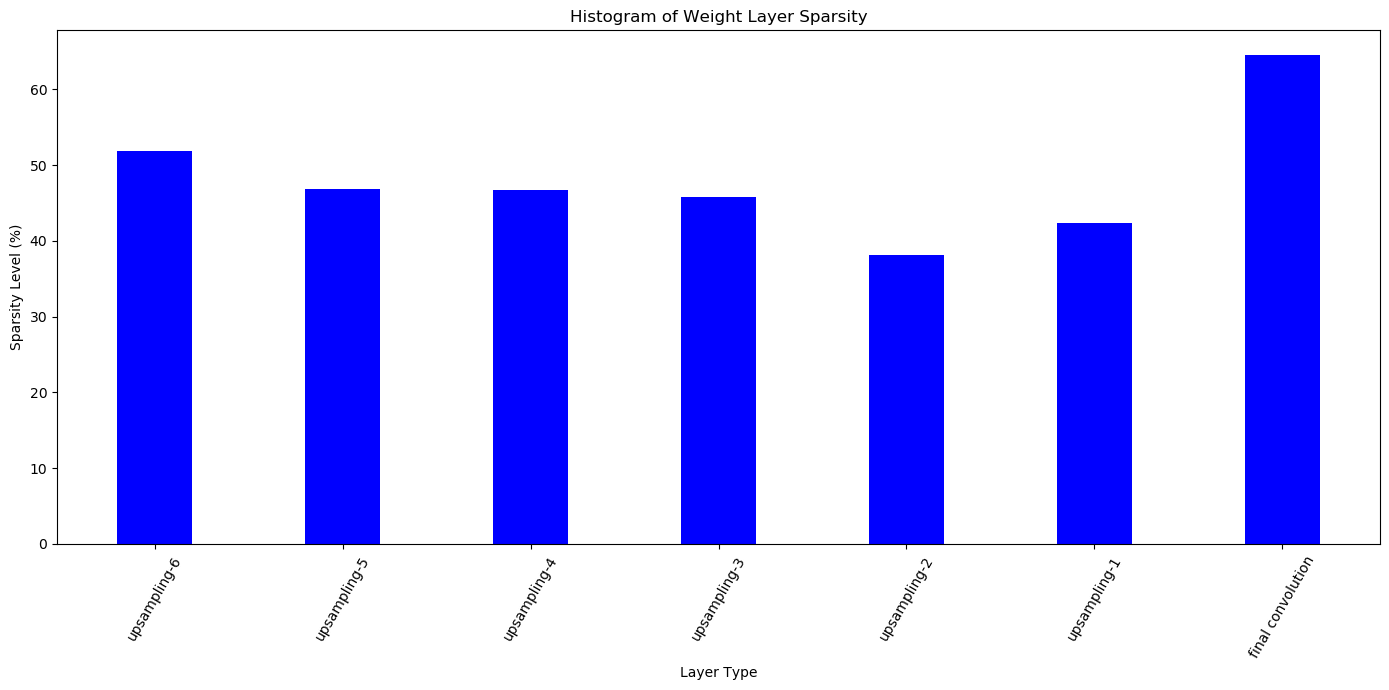 Histogram of Weight Layer Sparsity
Sparsity Level (%)
60
50
40
30
20
10
0
upsampling-6
upsampling-5
upsampling-4
upsampling-3
upsampling-2
upsampling-1
final convolution
Layer Type